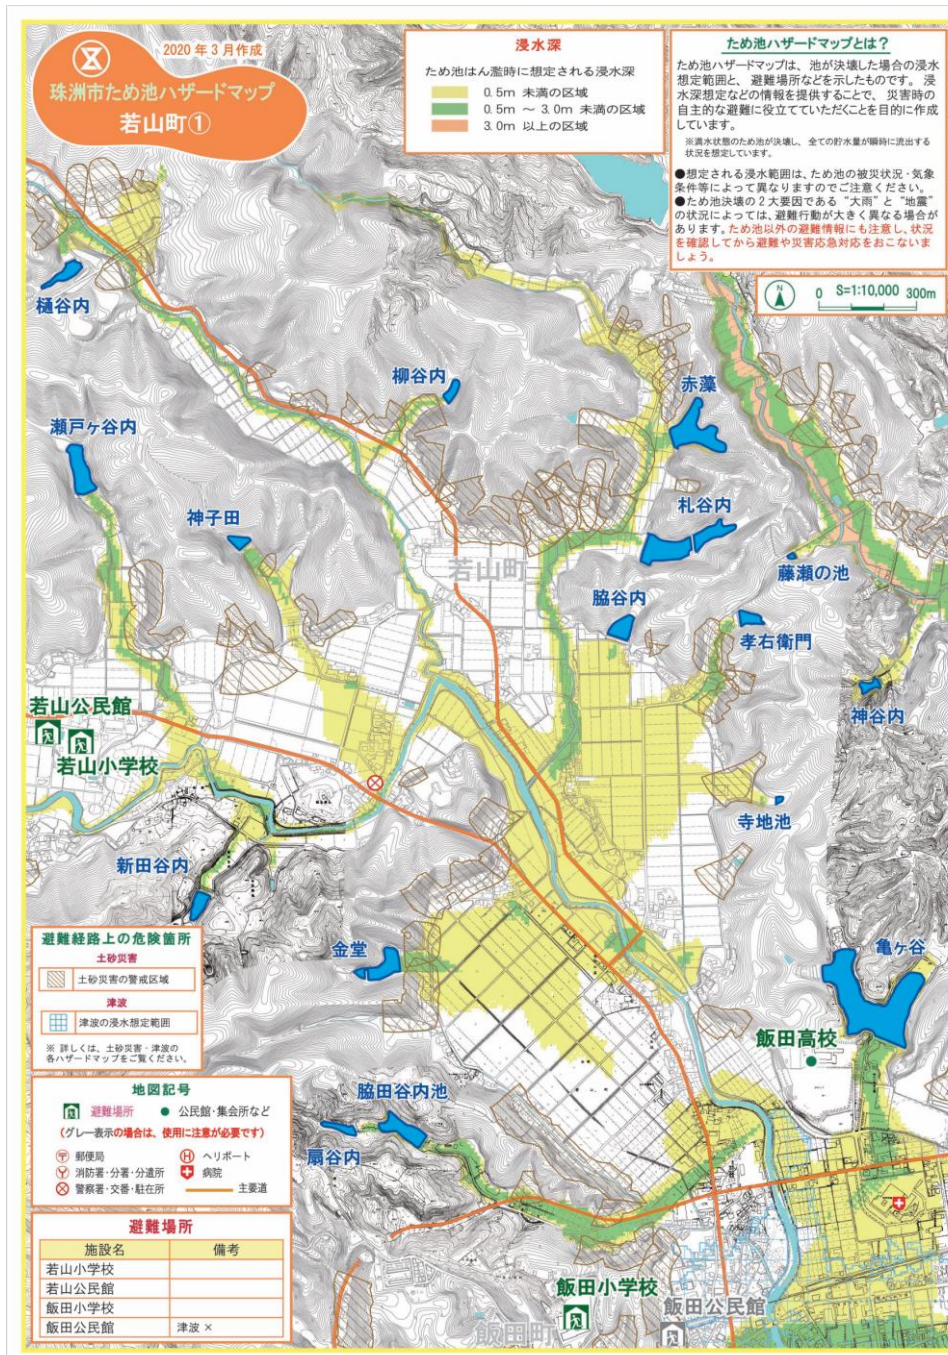 2020年3月作成
珠洲市ため池ハザードマップ
若山町①
浸水深
ため池はん濫時に想定される浸水深
0.5m 未満の区域
0.5m ~ 3.0m 未満の区域
3.0m 以上の区域
ため池ハザードマップとは?
ため池ハザードマップは、池が決壊した場合の浸水
想定範囲と、避難場所などを示したものです。 浸
水深想定などの情報を提供することで、災害時の
自主的な避難に役立てていただくことを目的に作成
しています。
※満水状態のため池が決壊し、全ての貯水量が瞬時に流出する
状況を想定しています。
●想定される浸水範囲は、ため池の被災状況・気象
条件等によって異なりますのでご注意ください。
●ため池決壊の2大要因である “大雨” と “地震”
の状況によっては、避難行動が大きく異なる場合が
あります。ため池以外の避難情報にも注意し、状況
を確認してから避難や災害応急対応をおこないま
しょう。
N
0 S=1:10,000 300m
樋谷内
柳谷内
赤藻
瀬戸ヶ谷内
神子田
札谷内
若山町
藤瀬の池
脇谷内
孝右衛門
若山公民館
神谷内
若山小学校
寺地池
新田谷内
避難経路上の危険箇所
土砂災害
土砂災害の警戒区域
津波
津波の浸水想定範囲
※ 詳しくは、土砂災害・津波の
各ハザードマップをご覧ください。
金堂
亀ヶ谷
飯田高校
地図記号
避難場所
公民館・集会所など
(グレー表示の場合は、使用に注意が必要です)
郵便局
ヘリポート
消防署・分署・分遣所
病院
警察署・交番・駐在所
主要道
脇田谷内池
扇谷内
避難場所
施設名 備考
若山小学校
若山公民館
飯田小学校
飯田公民館 津波 ×
飯田小学校
飯田公民館
飯田町